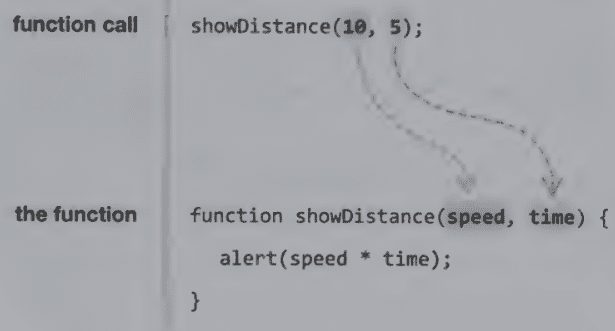 function call showDistance(10, 5);
the function function showDistance(speed, time) {
alert(speed * time);
}